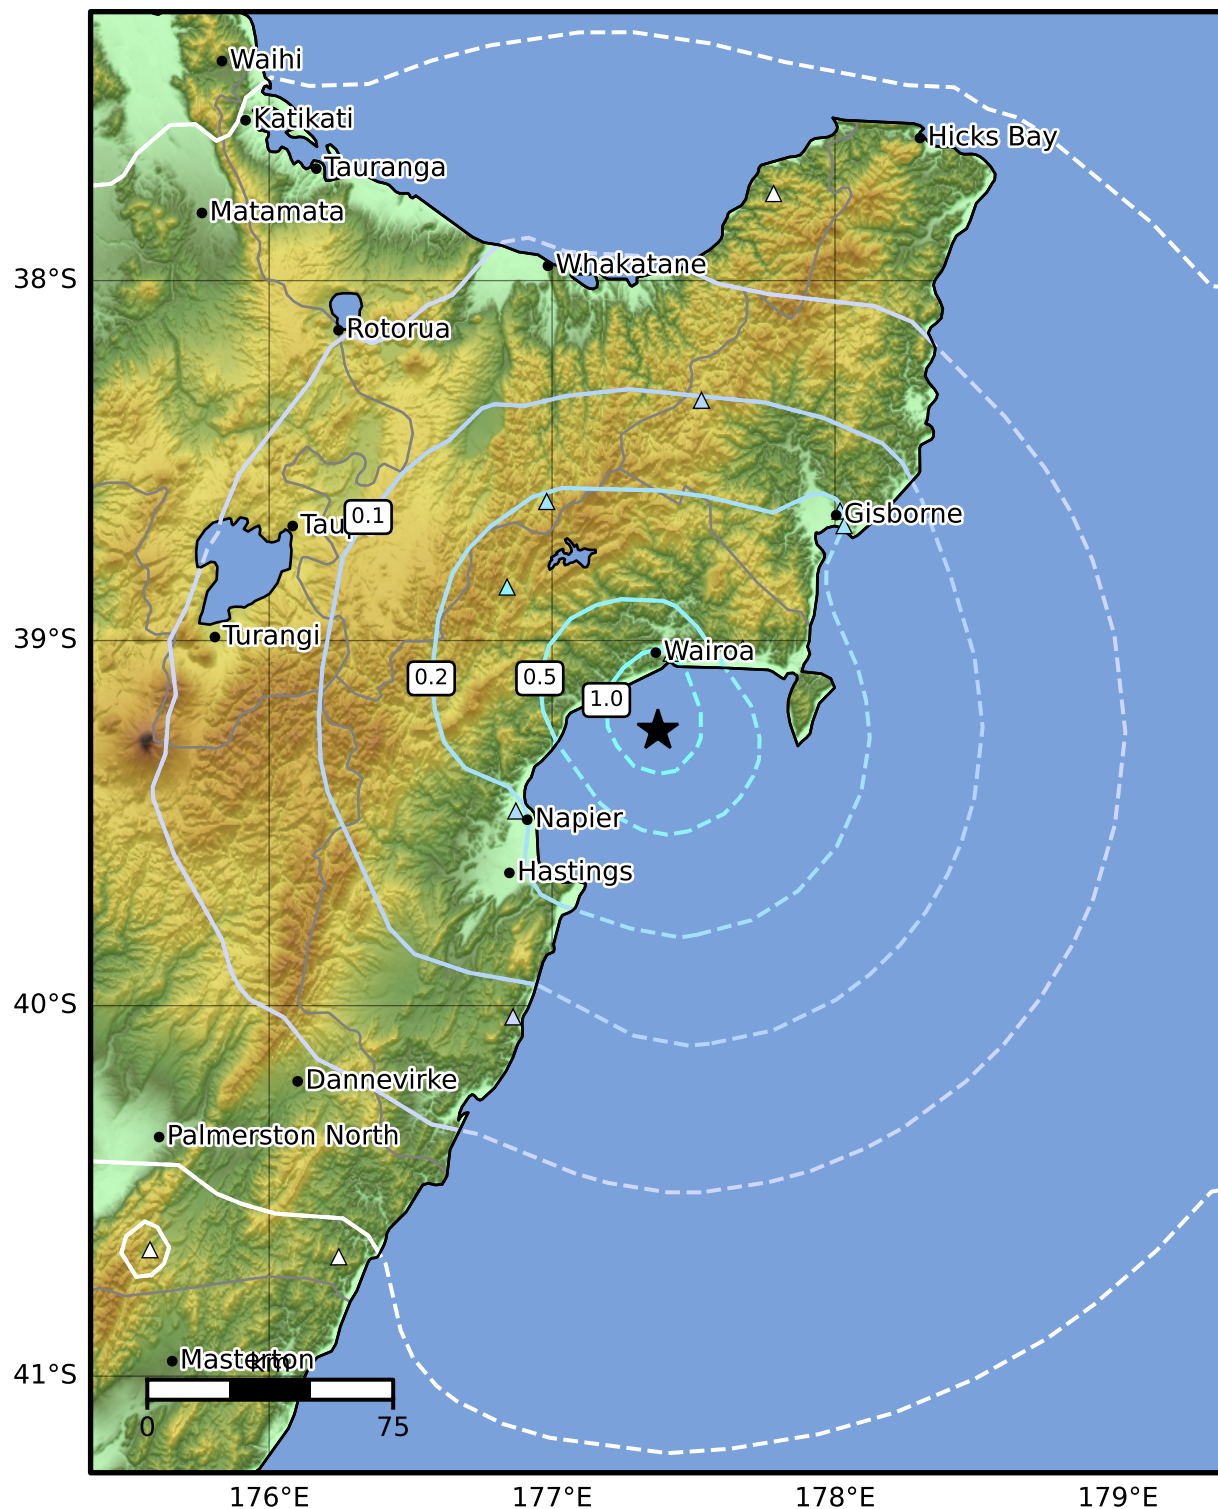 Waihi
Katikati
Hicks Bay
Tauranga
Matamata
Whakatane
38°S
Rotorua
0.1
Gisborne
39°S
Turangi
Wairoa
0.2
0.5
1.0
Napier
Hastings
40°S
Dannevirke
Palmerston North
Masterton
km
41°S
0
75
176°E
177°E
178°E
179°E